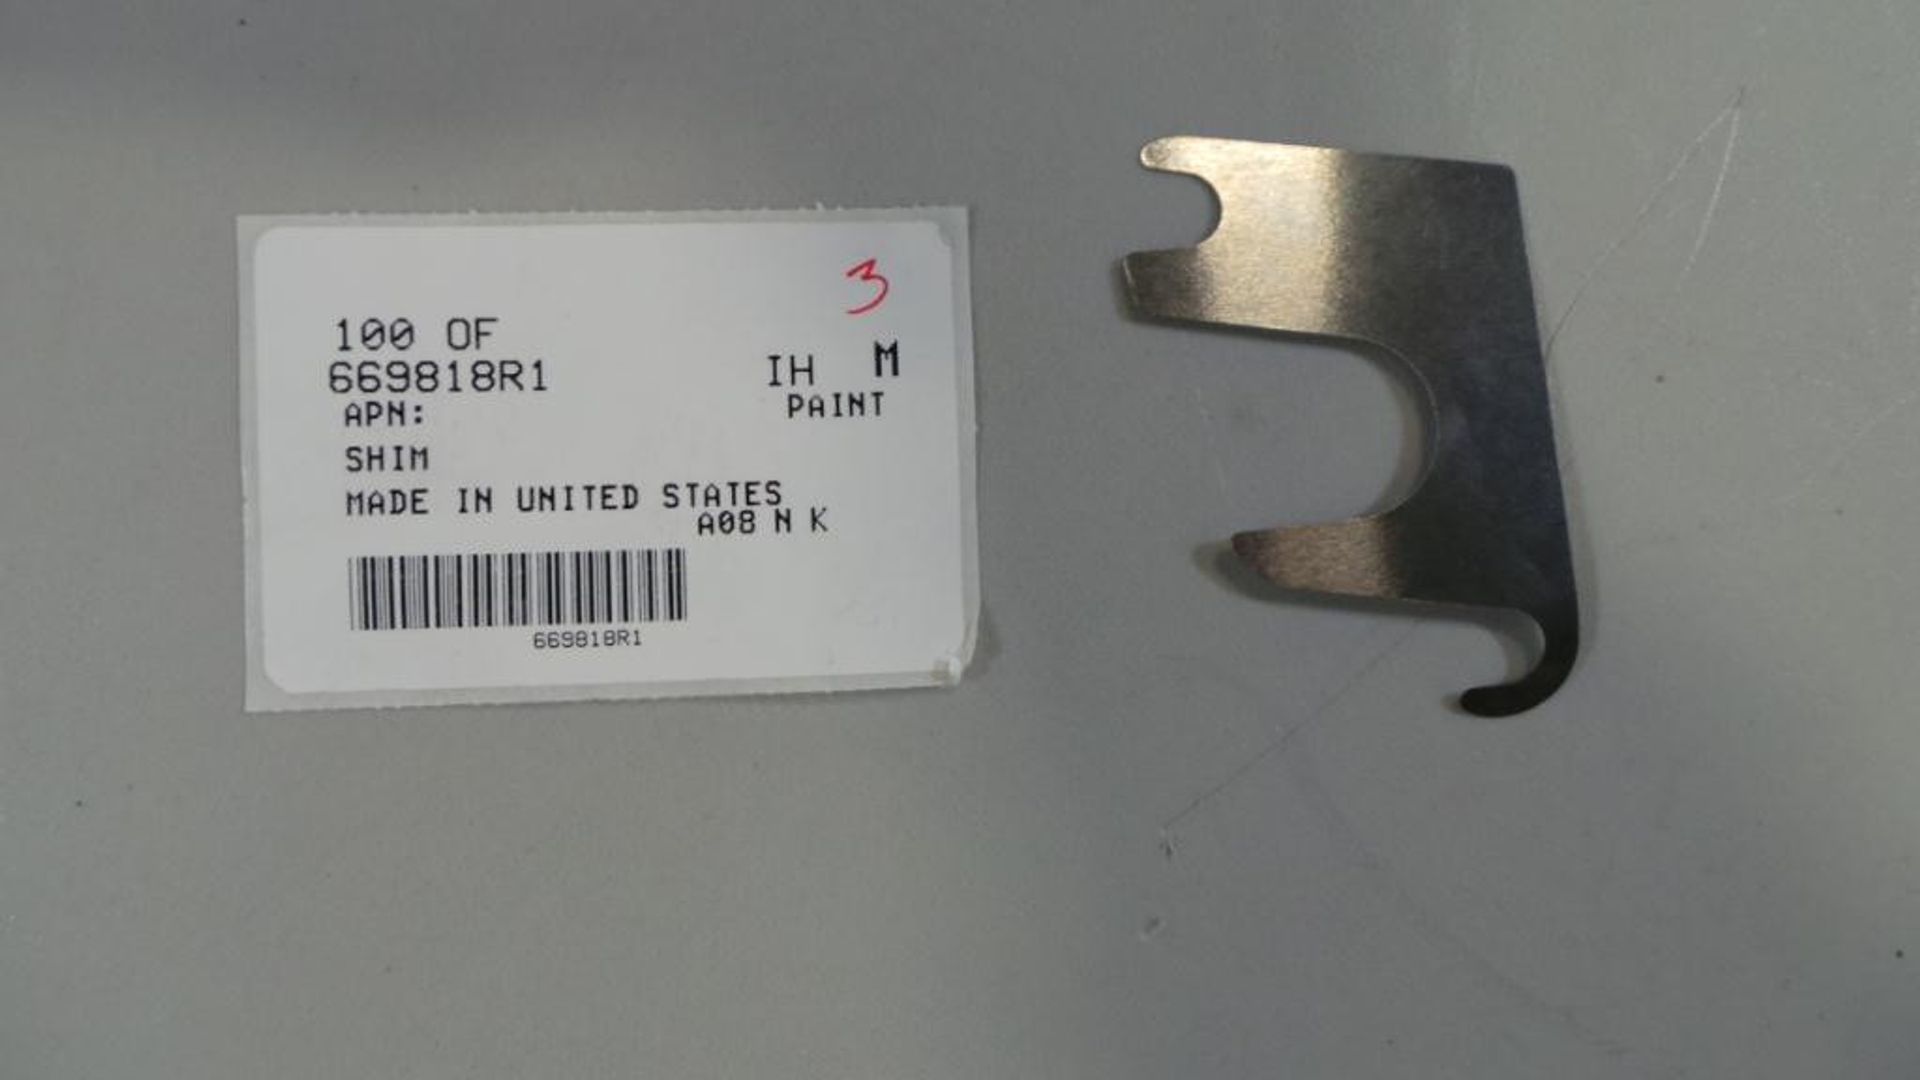 3
100 OF
669818R1 IH M
APN: PAINT
SHIM
MADE IN UNITED STATES
A08 N K
669818R1